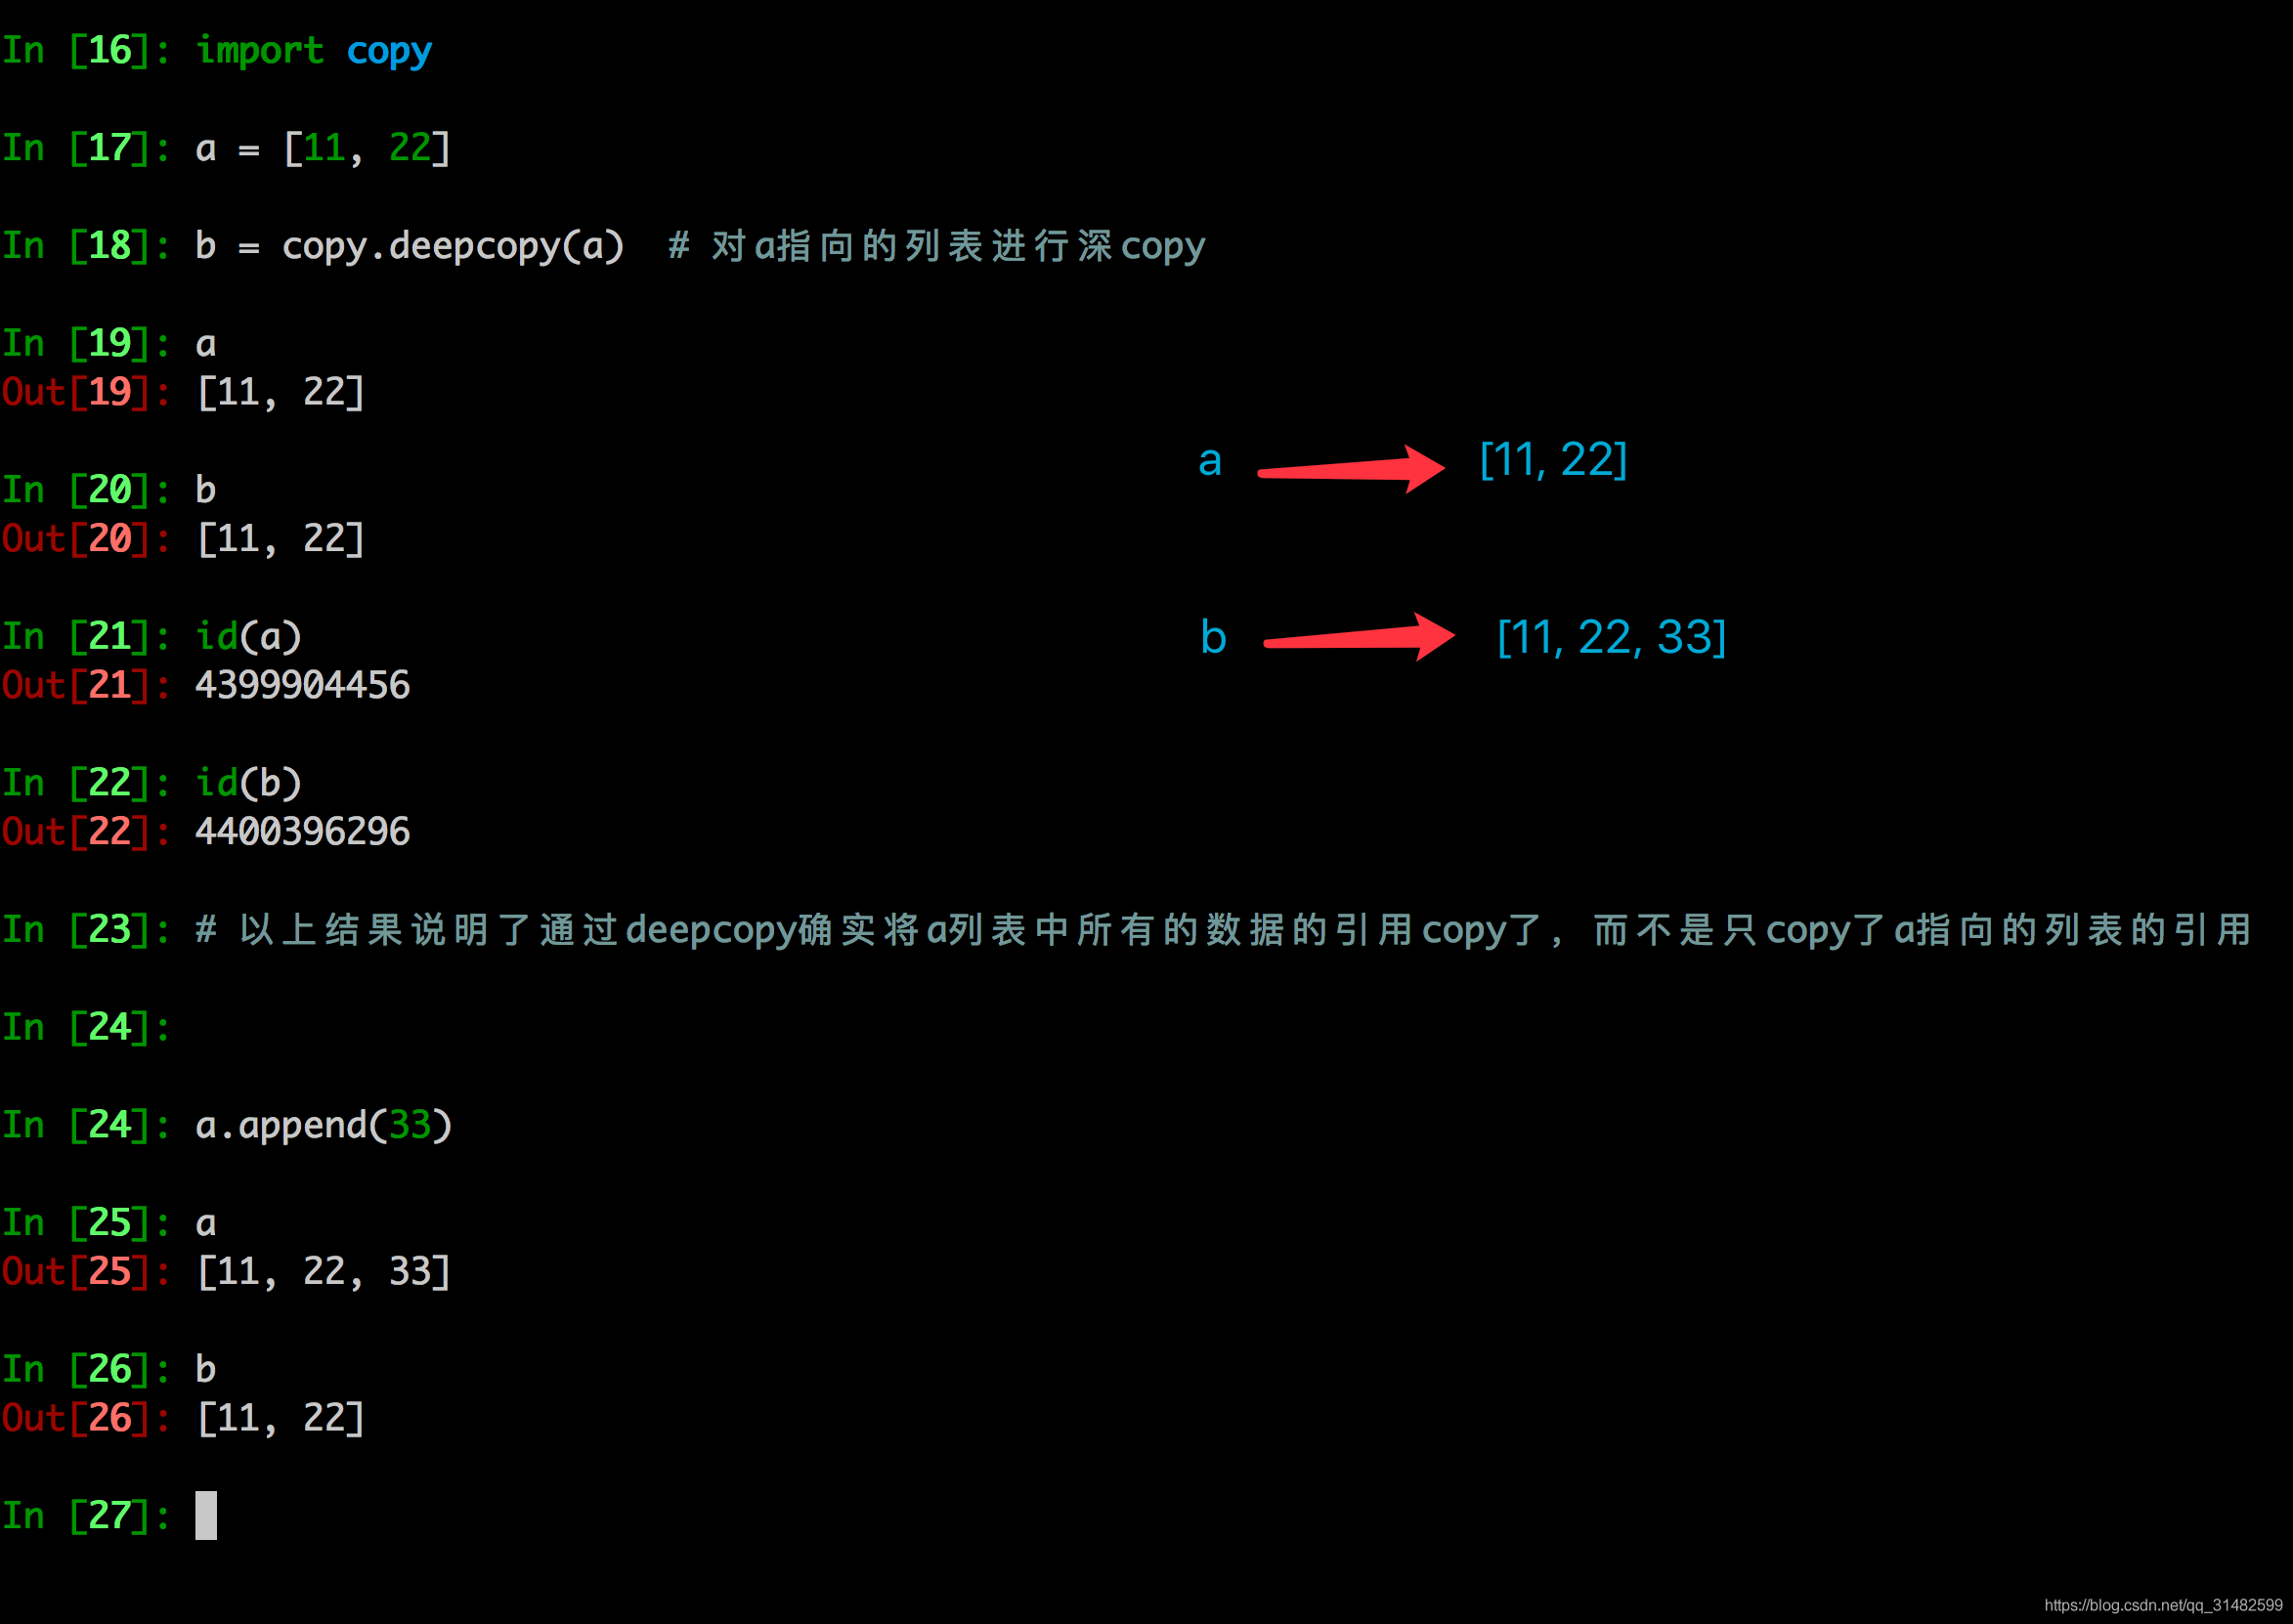 In [16]: import copy
In [17]: a = [11, 22]
In [18]: b = copy.deepcopy(a)  # 对a指向的列表进行深copy
In [19]: a
Out[19]: [11, 22]
In [20]: b
Out[20]: [11, 22]
a [11, 22]
In [21]: id(a)
Out[21]: 4399904456
b [11, 22, 33]
In [22]: id(b)
Out[22]: 4400396296
In [23]: # 以上结果说明了通过deepcopy确实将a列表中所有的数据的引用copy了, 而不是只copy了a指向的列表的引用
In [24]:
In [24]: a.append(33)
In [25]: a
Out[25]: [11, 22, 33]
In [26]: b
Out[26]: [11, 22]
In [27]:
https://blog.csdn.net/qq_31482599